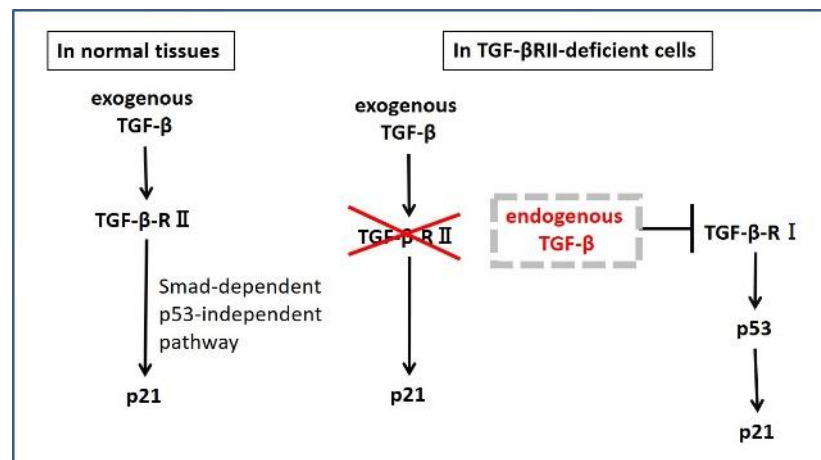 In normal tissues
exogenous
TGF-β
TGF-β-R Ⅱ
Smad-dependent
p53-independent
pathway
p21
In TGF-βRII-deficient cells
exogenous
TGF-β
TGF-β-R Ⅱ
p21
endogenous
TGF-β
TGF-β-R Ⅰ
p53
p21